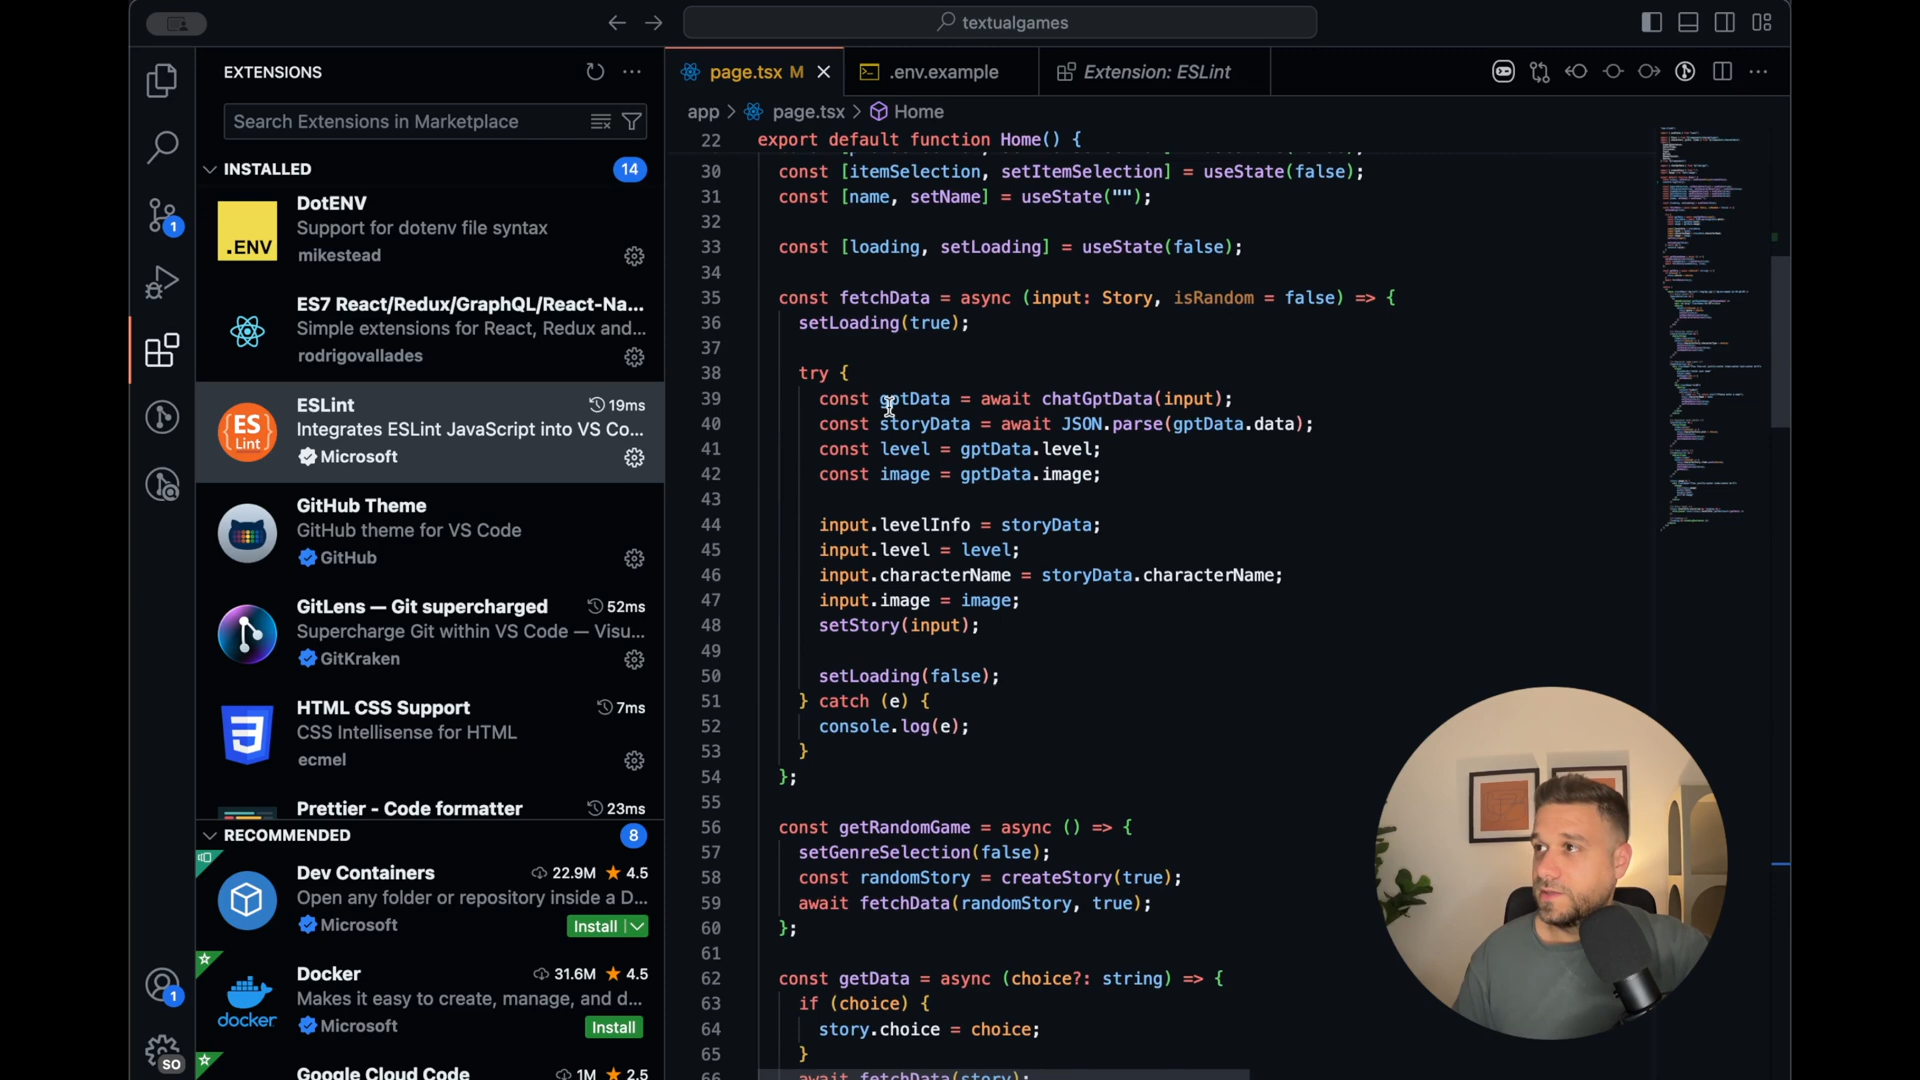 textualgames
EXTENSIONS
Search Extensions in Marketplace
INSTALLED
14
.ENV
DotENV
Support for dotenv file syntax
mikestead
ES7 React/Redux/GraphQL/React-Na...
Simple extensions for React, Redux and...
rodrigovallades
ES
Lint
ESLint
19ms
Integrates ESLint JavaScript into VS Co...
Microsoft
GitHub Theme
GitHub theme for VS Code
GitHub
GitLens — Git supercharged
52ms
Supercharge Git within VS Code — Visu...
GitKraken
HTML CSS Support
7ms
CSS Intellisense for HTML
ecmel
Prettier - Code formatter
23ms
RECOMMENDED
8
Dev Containers
22.9M ★ 4.5
Open any folder or repository inside a D...
Microsoft
Install
docker
Docker
31.6M ★ 4.5
Makes it easy to create, manage, and d...
Microsoft
Install
Google Cloud Code
1M ★ 2.5
1
1
SO
page.tsx M
.env.example
Extension: ESLint
app > page.tsx > Home
22 export default function Home() {
30 const [itemSelection, setItemSelection] = useState(false);
31 const [name, setName] = useState("");
32
33 const [loading, setLoading] = useState(false);
34
35 const fetchData = async (input: Story, isRandom = false) => {
36 setLoading(true);
37
38 try {
39 const gptData = await chatGptData(input);
40 const storyData = await JSON.parse(gptData.data);
41 const level = gptData.level;
42 const image = gptData.image;
43
44 input.levelInfo = storyData;
45 input.level = level;
46 input.characterName = storyData.characterName;
47 input.image = image;
48 setStory(input);
49
50 setLoading(false);
51 } catch (e) {
52 console.log(e);
53 }
54 };
55
56 const getRandomGame = async () => {
57 setGenreSelection(false);
58 const randomStory = createStory(true);
59 await fetchData(randomStory, true);
60 };
61
62 const getData = async (choice?: string) => {
63 if (choice) {
64 story.choice = choice;
65 }
66 await fetchData(story);